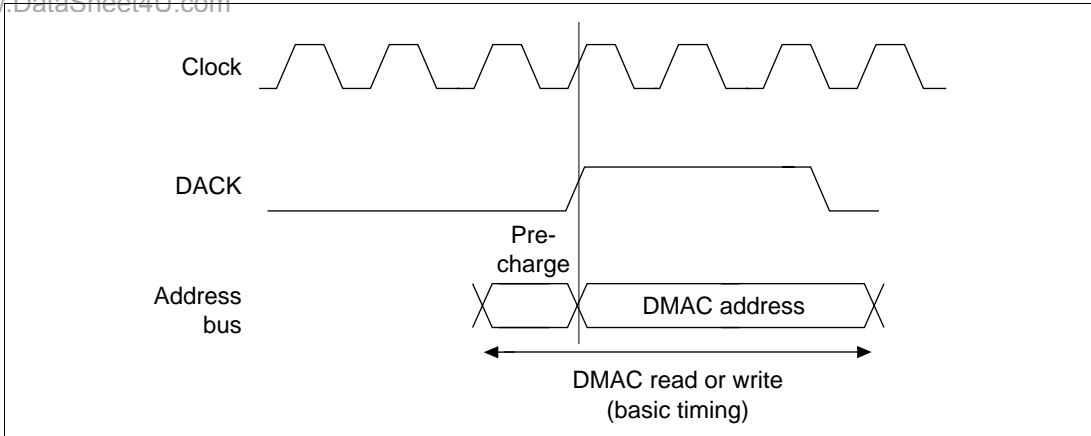 .DataSheet4U.com
Clock
DACK
Pre-
charge
Address
bus
DMAC address
DMAC read or write
(basic timing)